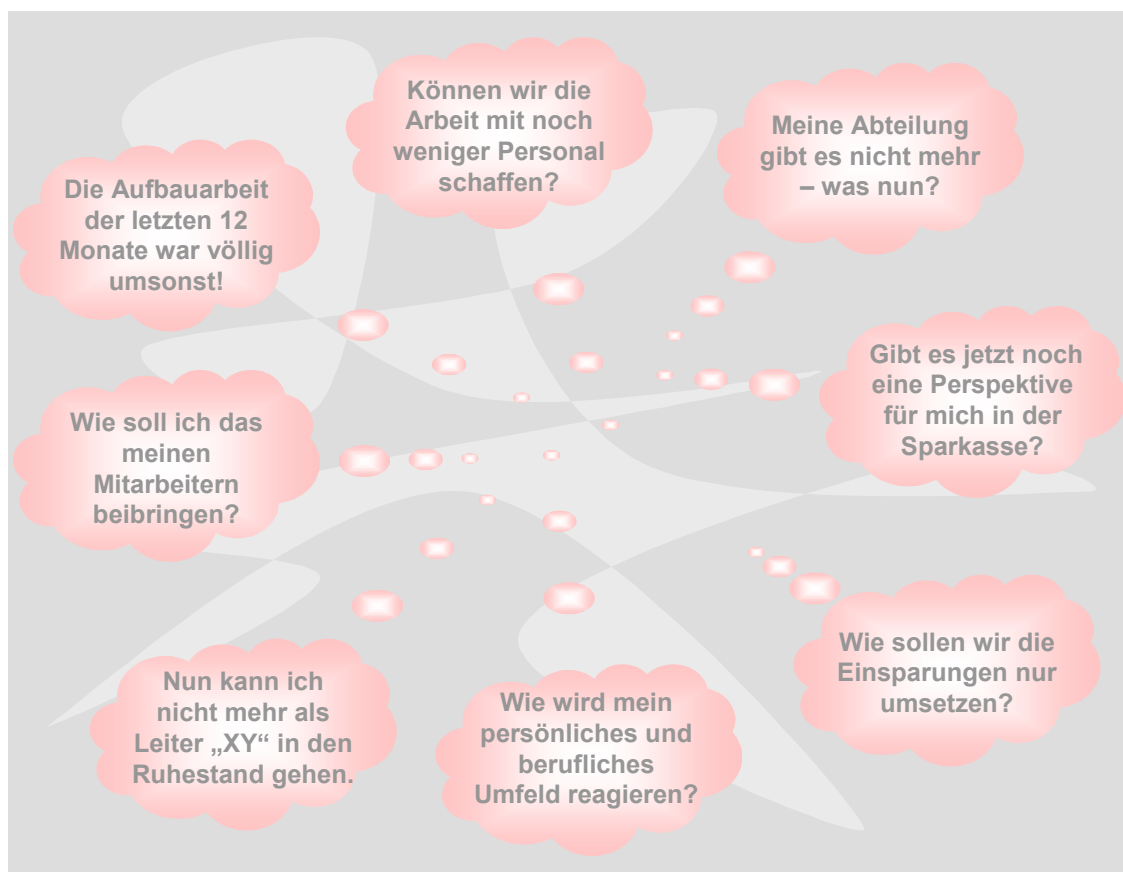 Können wir die
Arbeit mit noch
weniger Personal
schaffen?
Meine Abteilung
gibt es nicht mehr
– was nun?
Die Aufbauarbeit
der letzten 12
Monate war völlig
umsonst!
Gibt es jetzt noch
eine Perspektive
für mich in der
Sparkasse?
Wie soll ich das
meinen
Mitarbeitern
beibringen?
Wie sollen wir die
Einsparungen nur
umsetzen?
Nun kann ich
nicht mehr als
Leiter „XY“ in den
Ruhestand gehen.
Wie wird mein
persönliches und
berufliches
Umfeld reagieren?